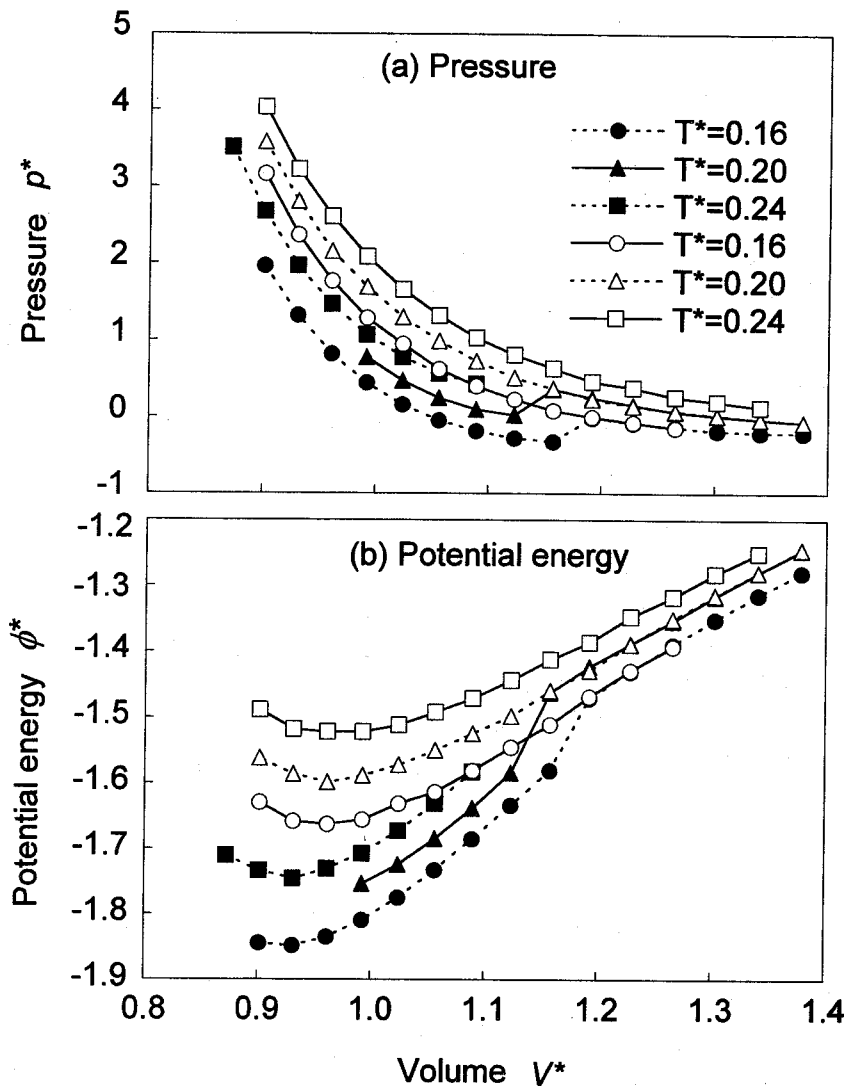 5
(a) Pressure
4
T*=0.16
3
T*=0.20
T*=0.24
2
T*=0.16
T*=0.20
1
T*=0.24
0
-1
Pressure p*
-1.2
(b) Potential energy
-1.3
-1.4
-1.5
-1.6
-1.7
-1.8
-1.9
Potential energy ϕ*
0.8 0.9 1.0 1.1 1.2 1.3 1.4
Volume V*